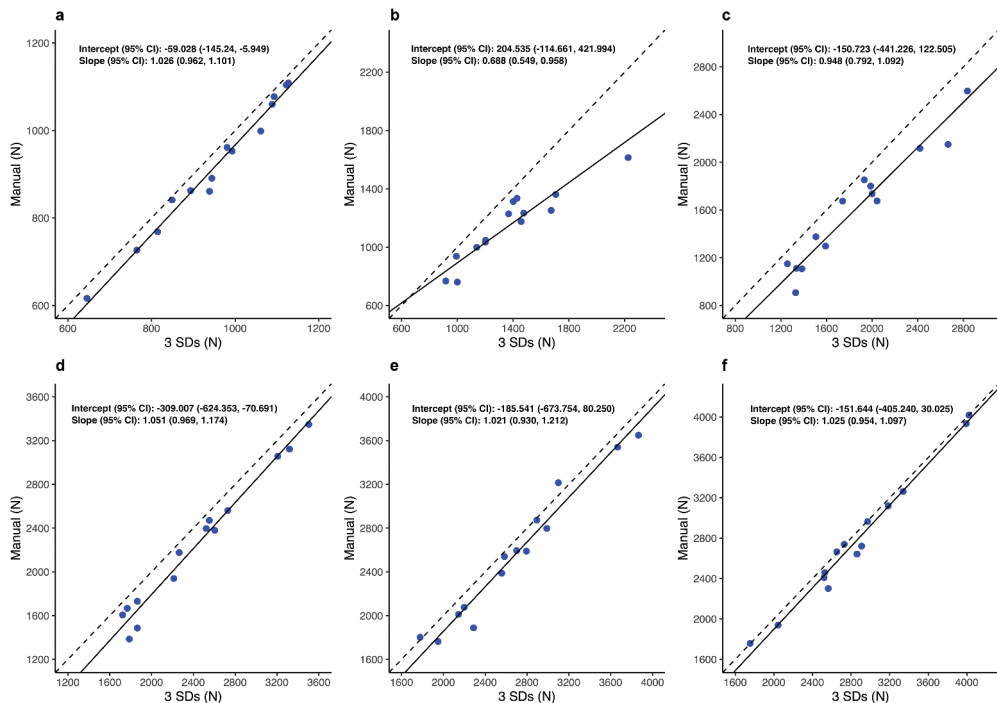 a
Intercept (95% CI): -59.028 (-145.24, -5.949)
Slope (95% CI): 1.026 (0.962, 1.101)
1200
1000
800
600
Manual (N)
600 800 1000 1200
3 SDs (N)
b
Intercept (95% CI): 204.535 (-114.661, 421.994)
Slope (95% CI): 0.688 (0.549, 0.958)
2200
1800
1400
1000
600
Manual (N)
600 1000 1400 1800 2200
3 SDs (N)
c
Intercept (95% CI): -150.723 (-441.226, 122.505)
Slope (95% CI): 0.948 (0.792, 1.092)
2800
2400
2000
1600
1200
800
Manual (N)
800 1200 1600 2000 2400 2800
3 SDs (N)
d
Intercept (95% CI): -309.007 (-624.353, -70.691)
Slope (95% CI): 1.051 (0.969, 1.174)
3600
3200
2800
2400
2000
1600
1200
Manual (N)
1200 1600 2000 2400 2800 3200 3600
3 SDs (N)
e
Intercept (95% CI): -185.541 (-673.754, 80.250)
Slope (95% CI): 1.021 (0.930, 1.212)
4000
3600
3200
2800
2400
2000
1600
Manual (N)
1600 2000 2400 2800 3200 3600 4000
3 SDs (N)
f
Intercept (95% CI): -151.644 (-405.240, 30.025)
Slope (95% CI): 1.025 (0.954, 1.097)
4000
3600
3200
2800
2400
2000
1600
Manual (N)
1600 2000 2400 2800 3200 3600 4000
3 SDs (N)